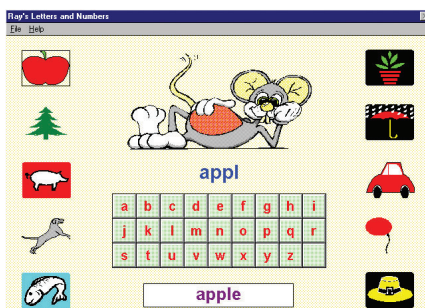 Ray's Letters and Numbers
File Help
appl
a b c d e f g h i
j k l m n o p q r
s t u v w x y z
apple